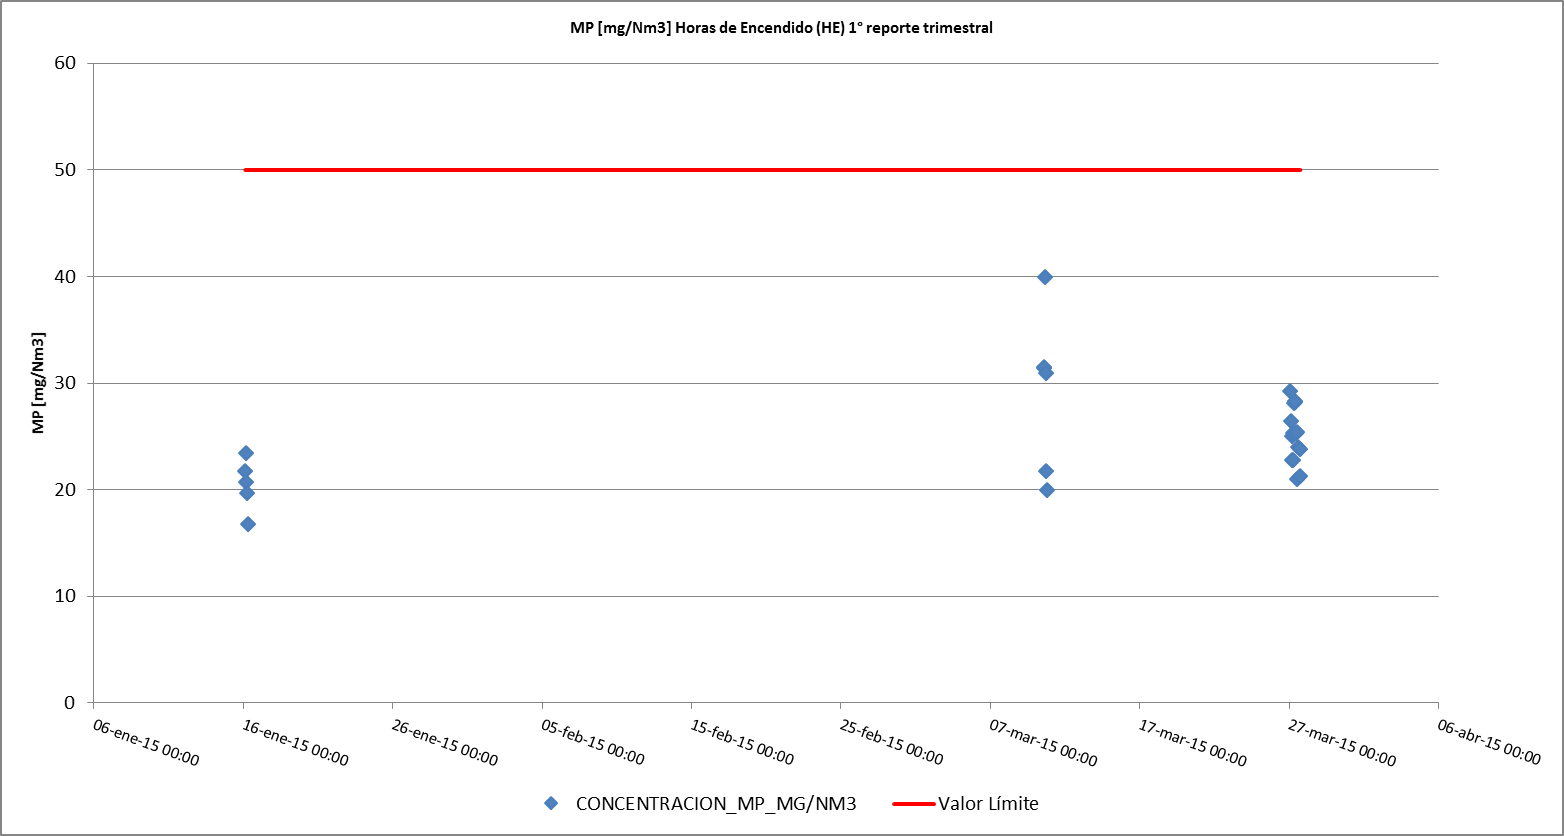 MP [mg/Nm3] Horas de Encendido (HE) 1° reporte trimestral
60
50
40
30
20
10
0
MP [mg/Nm3]
06-ene-15 00:00
16-ene-15 00:00
26-ene-15 00:00
05-feb-15 00:00
15-feb-15 00:00
25-feb-15 00:00
07-mar-15 00:00
17-mar-15 00:00
27-mar-15 00:00
06-abr-15 00:00
CONCENTRACION_MP_MG/NM3
Valor Límite